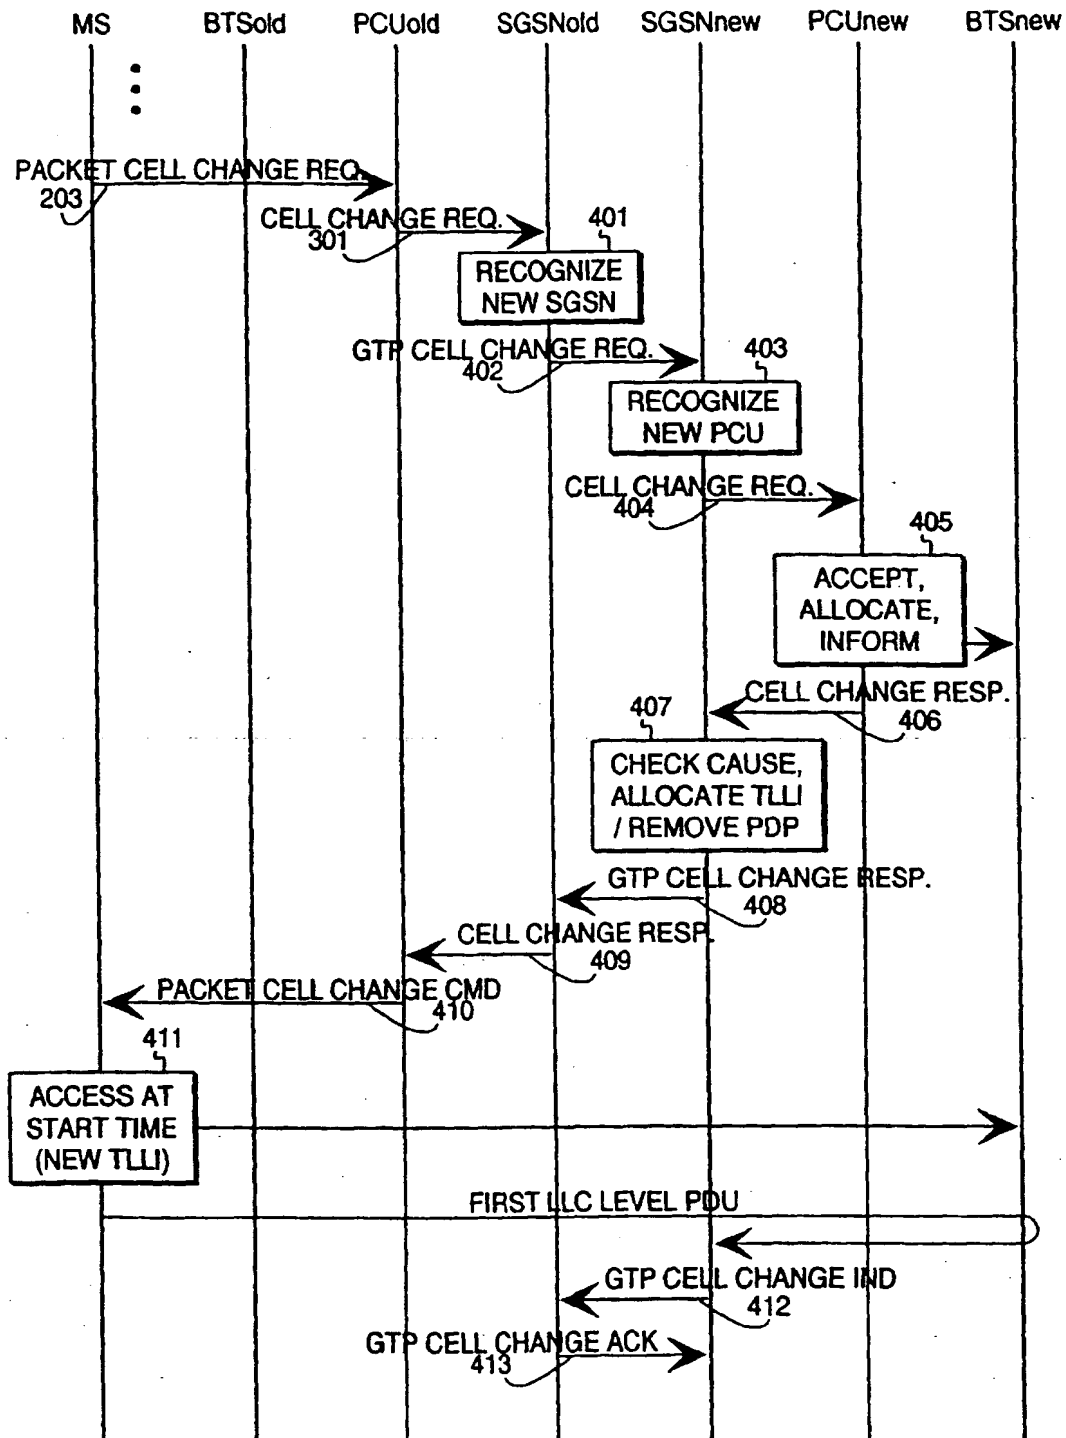 MS BTSold PCUold SGSNold SGSNnew PCUnew BTSnew
PACKET CELL CHANGE REQ.
203
CELL CHANGE REQ.
301
401
RECOGNIZE
NEW SGSN
GTP CELL CHANGE REQ.
402
403
RECOGNIZE
NEW PCU
CELL CHANGE REQ.
404
405
ACCEPT,
ALLOCATE,
INFORM
CELL CHANGE RESP.
406
407
CHECK CAUSE,
ALLOCATE TLLI
/ REMOVE PDP
GTP CELL CHANGE RESP.
408
CELL CHANGE RESP.
409
PACKET CELL CHANGE CMD
410
411
ACCESS AT
START TIME
(NEW TLLI)
FIRST LLC LEVEL PDU
GTP CELL CHANGE IND
412
GTP CELL CHANGE ACK
413